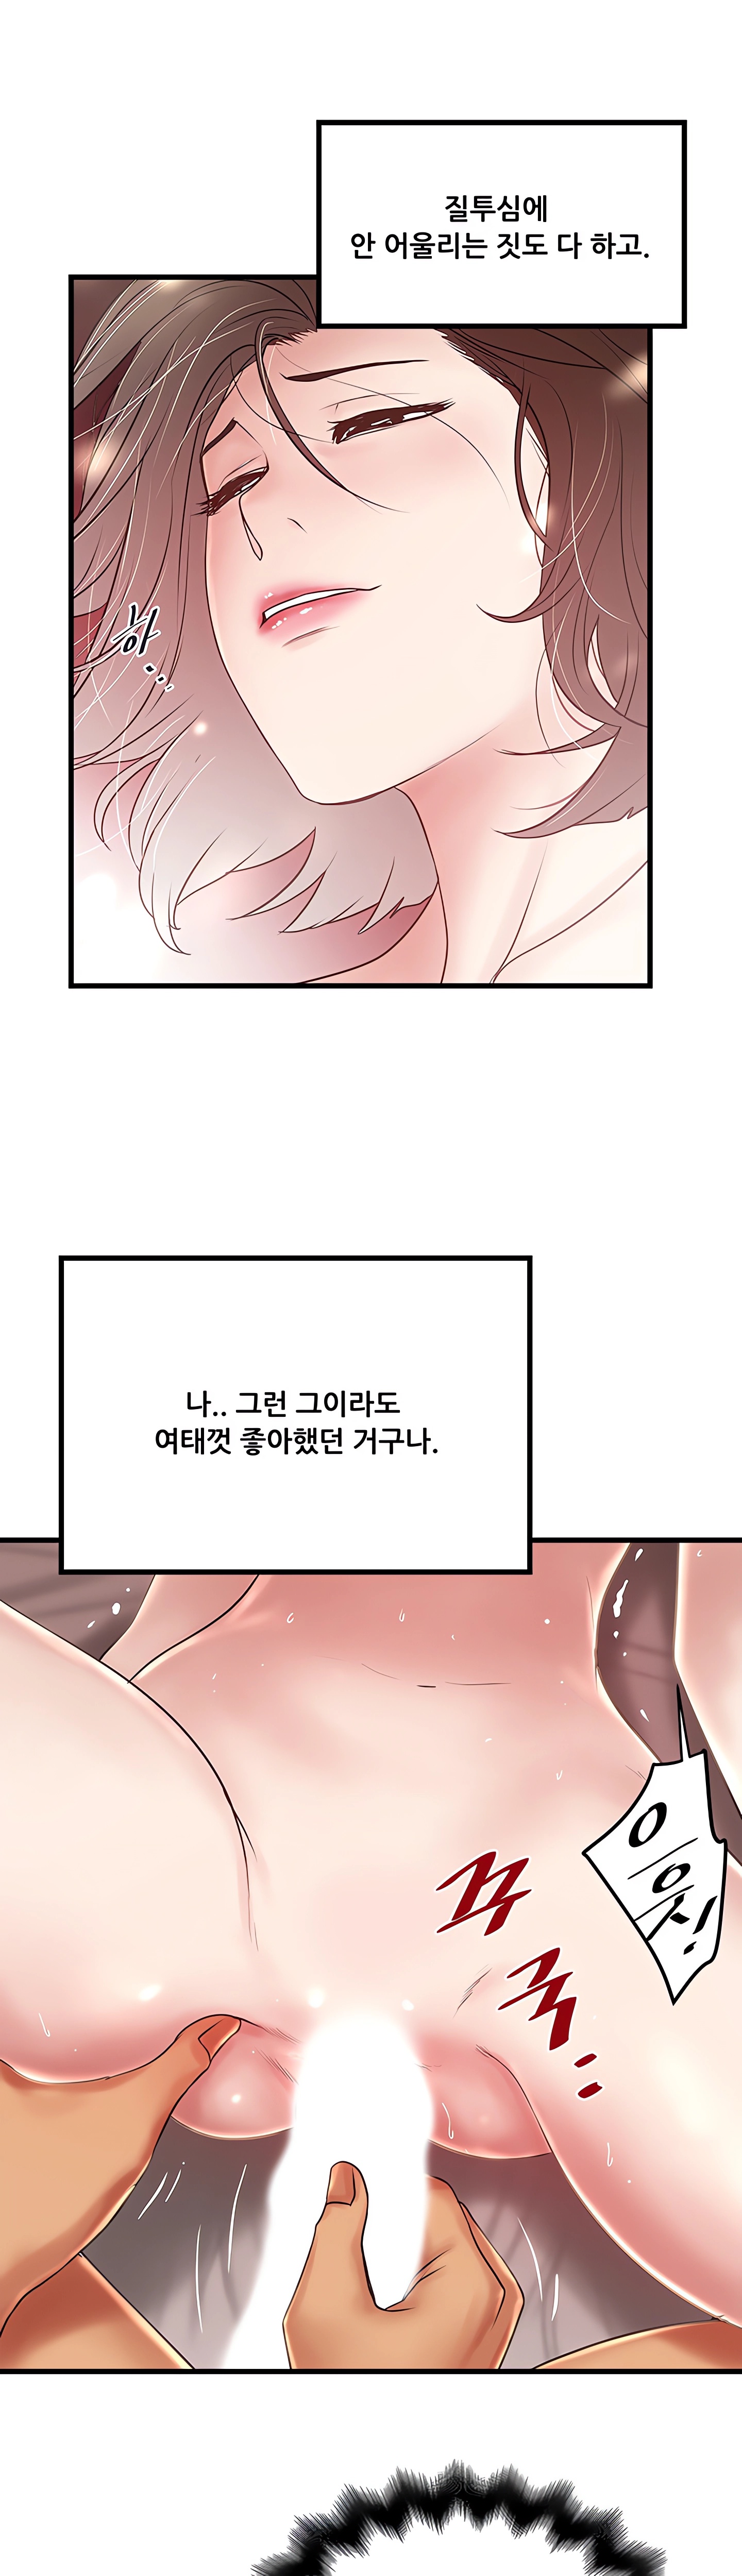 질투심에
안 어울리는 짓도 다 하고.
하...
나.. 그런 그이라도
여태껏 좋아했던 거구나.
으읏!
꾸
국..